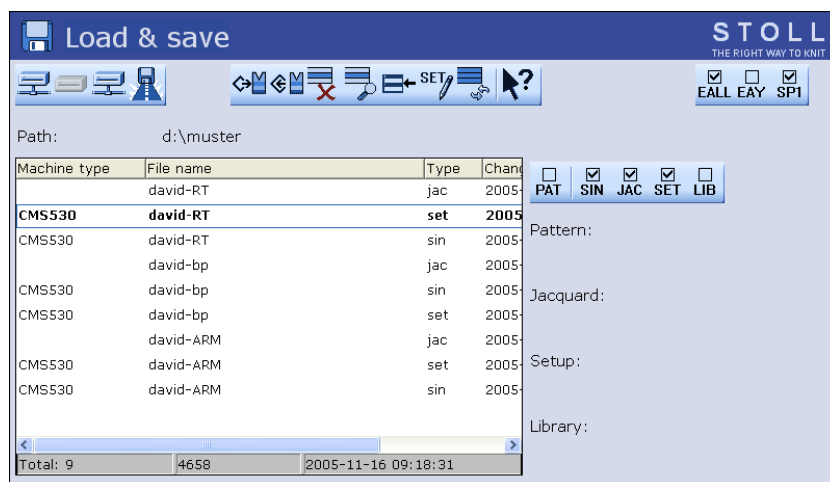 Load & save
STOLL
THE RIGHT WAY TO KNIT
SET
?
EALL EAY SP1
Path: d:\muster
Machine type File name Type Chang
david-RT jac 2005-
CMS530 david-RT set 2005
CMS530 david-RT sin 2005-
david-bp jac 2005-
CMS530 david-bp sin 2005-
CMS530 david-bp set 2005-
david-ARM jac 2005-
CMS530 david-ARM set 2005-
CMS530 david-ARM sin 2005-
Total: 9 4658 2005-11-16 09:18:31
PAT SIN JAC SET LIB
Pattern:
Jacquard:
Setup:
Library: